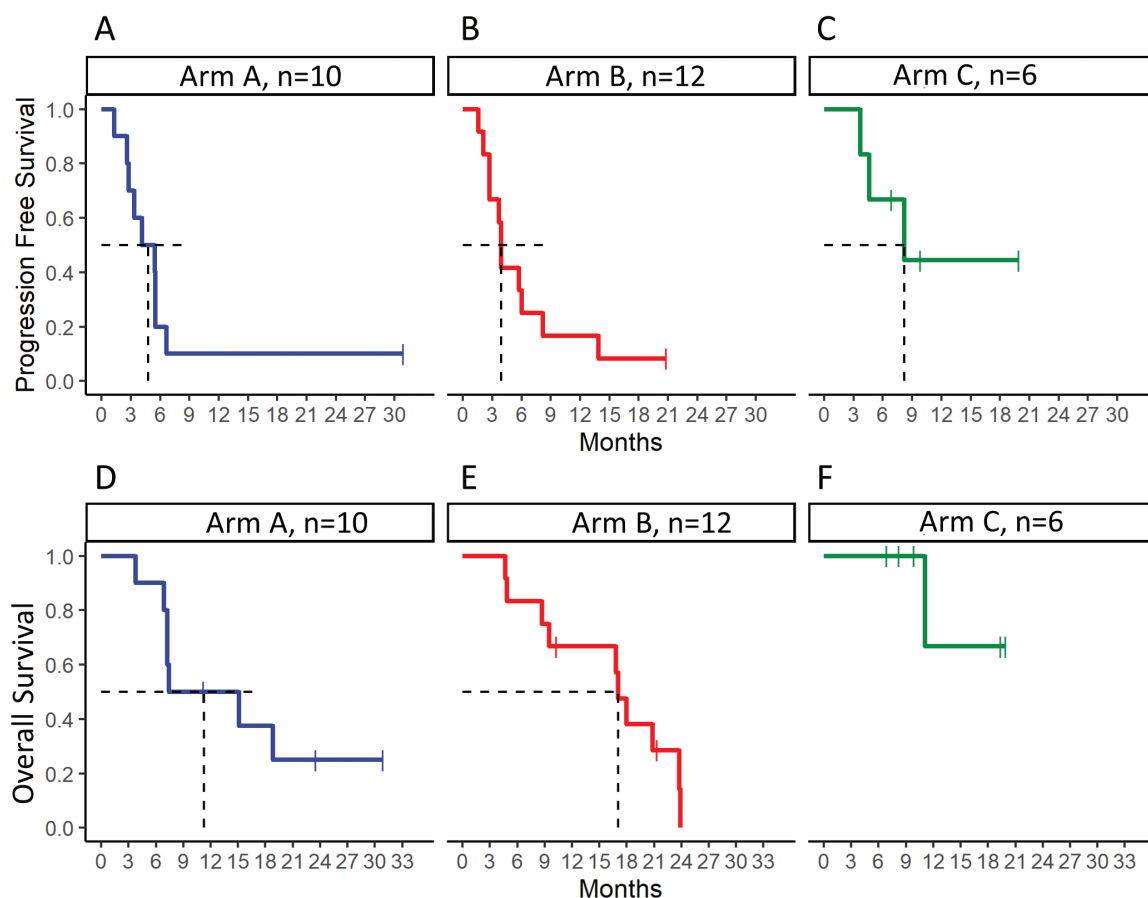 A B C
Arm A, n=10 Arm B, n=12 Arm C, n=6
Progression Free Survival
1.0
0.8
0.6
0.4
0.2
0.0
0 3 6 9 12 15 18 21 24 27 30 0 3 6 9 12 15 18 21 24 27 30 0 3 6 9 12 15 18 21 24 27 30
Months
D E F
Arm A, n=10 Arm B, n=12 Arm C, n=6
Overall Survival
1.0
0.8
0.6
0.4
0.2
0.0
0 3 6 9 12 15 18 21 24 27 30 33 0 3 6 9 12 15 18 21 24 27 30 33 0 3 6 9 12 15 18 21 24 27 30 33
Months